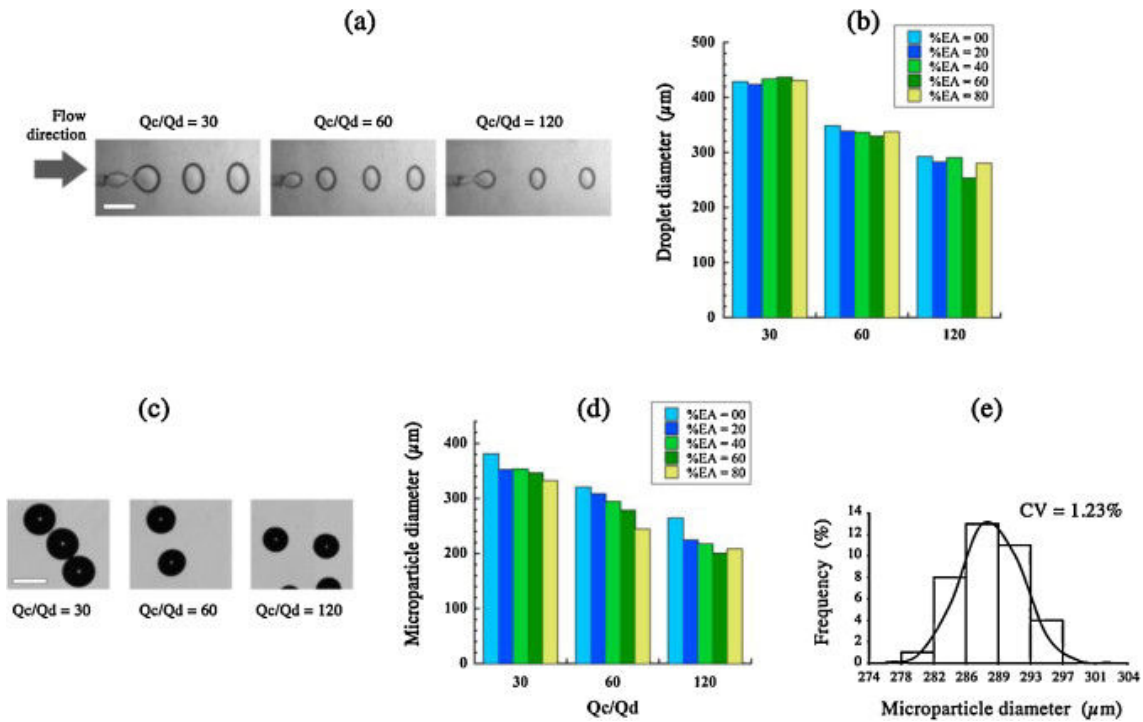 (a)
Flow
direction
Qc/Qd = 30
Qc/Qd = 60
Qc/Qd = 120
(b)
%EA = 00
%EA = 20
%EA = 40
%EA = 60
%EA = 80
Droplet diameter (µm)
500
400
300
200
100
0
30
60
120
(c)
Qc/Qd = 30
Qc/Qd = 60
Qc/Qd = 120
(d)
%EA = 00
%EA = 20
%EA = 40
%EA = 60
%EA = 80
Microparticle diameter (µm)
400
300
200
100
0
30
60
120
Qc/Qd
(e)
CV = 1.23%
Frequency (%)
14
12
10
8
6
4
2
0
274 278 282 286 289 293 297 301 304
Microparticle diameter (µm)